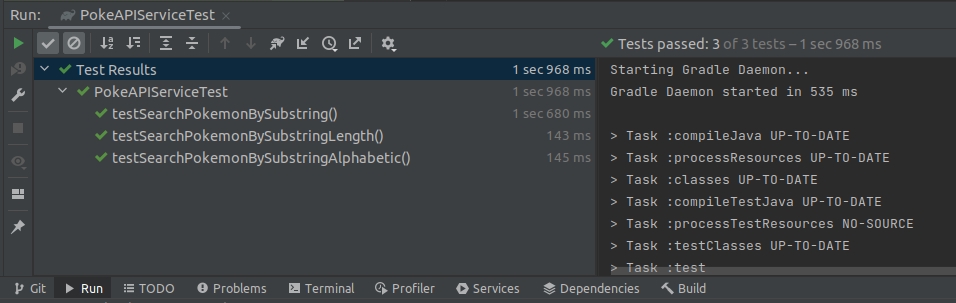 Run: PokeAPIServiceTest
Tests passed: 3 of 3 tests – 1 sec 968 ms
Test Results 1 sec 968 ms
PokeAPIServiceTest 1 sec 968 ms
testSearchPokemonBySubstring() 1 sec 680 ms
testSearchPokemonBySubstringLength() 143 ms
testSearchPokemonBySubstringAlphabetic() 145 ms
Starting Gradle Daemon...
Gradle Daemon started in 535 ms
> Task :compileJava UP-TO-DATE
> Task :processResources UP-TO-DATE
> Task :classes UP-TO-DATE
> Task :compileTestJava UP-TO-DATE
> Task :processTestResources NO-SOURCE
> Task :testClasses UP-TO-DATE
> Task :test
Git Run TODO Problems Terminal Profiler Services Dependencies Build